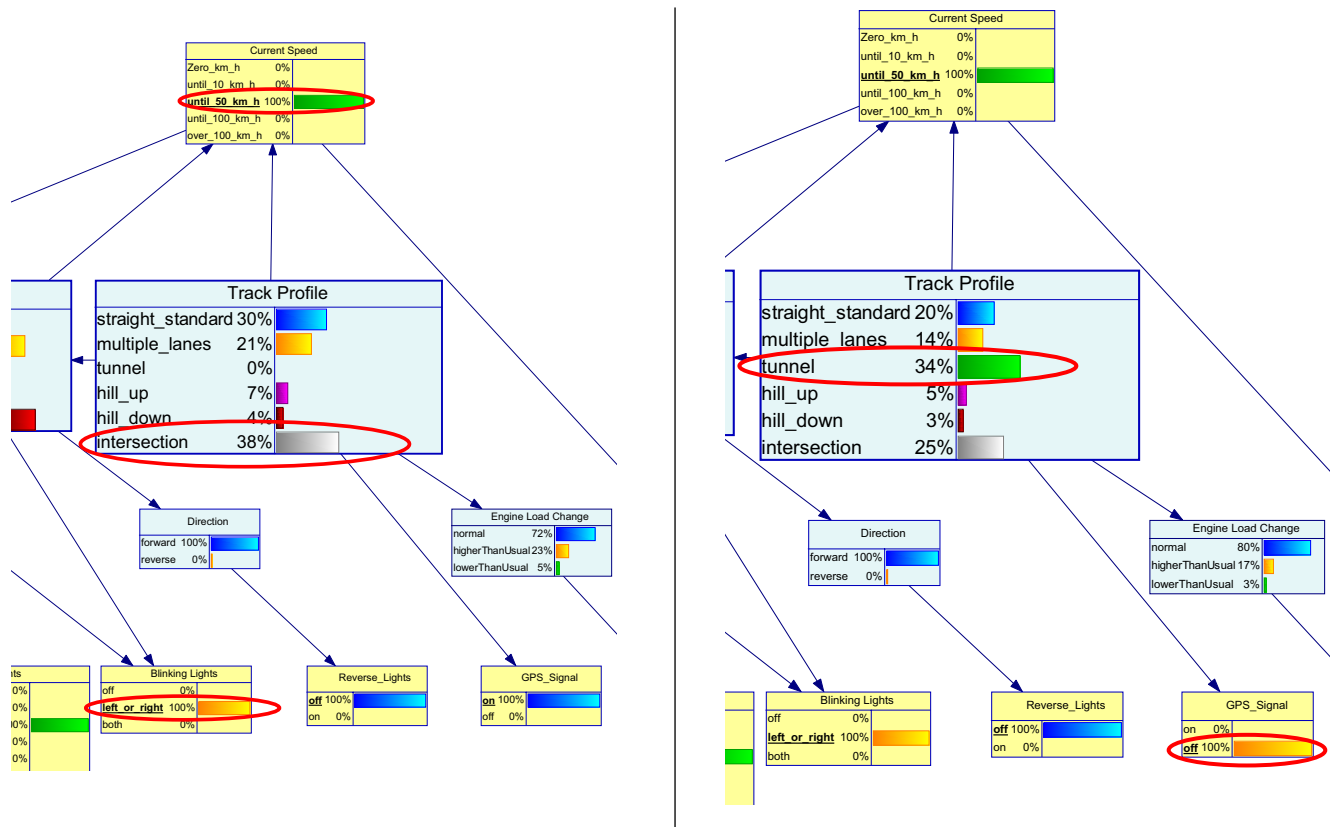 Current Speed
Zero_km_h 0%
until_10_km_h 0%
until_50_km_h 100%
until_100_km_h 0%
over_100_km_h 0%
Track Profile
straight_standard 30%
multiple_lanes 21%
tunnel 0%
hill_up 7%
hill_down 4%
intersection 38%
Direction
forward 100%
reverse 0%
Engine Load Change
normal 72%
higherThanUsual 23%
lowerThanUsual 5%
nts
0%
0%
0%
0%
0%
Blinking Lights
off 0%
left_or_right 100%
both 0%
Reverse_Lights
off 100%
on 0%
GPS_Signal
on 100%
off 0%
Current Speed
Zero_km_h 0%
until_10_km_h 0%
until_50_km_h 100%
until_100_km_h 0%
over_100_km_h 0%
Track Profile
straight_standard 20%
multiple_lanes 14%
tunnel 34%
hill_up 5%
hill_down 3%
intersection 25%
Direction
forward 100%
reverse 0%
Engine Load Change
normal 80%
higherThanUsual 17%
lowerThanUsual 3%
Blinking Lights
off 0%
left_or_right 100%
both 0%
Reverse_Lights
off 100%
on 0%
GPS_Signal
on 0%
off 100%